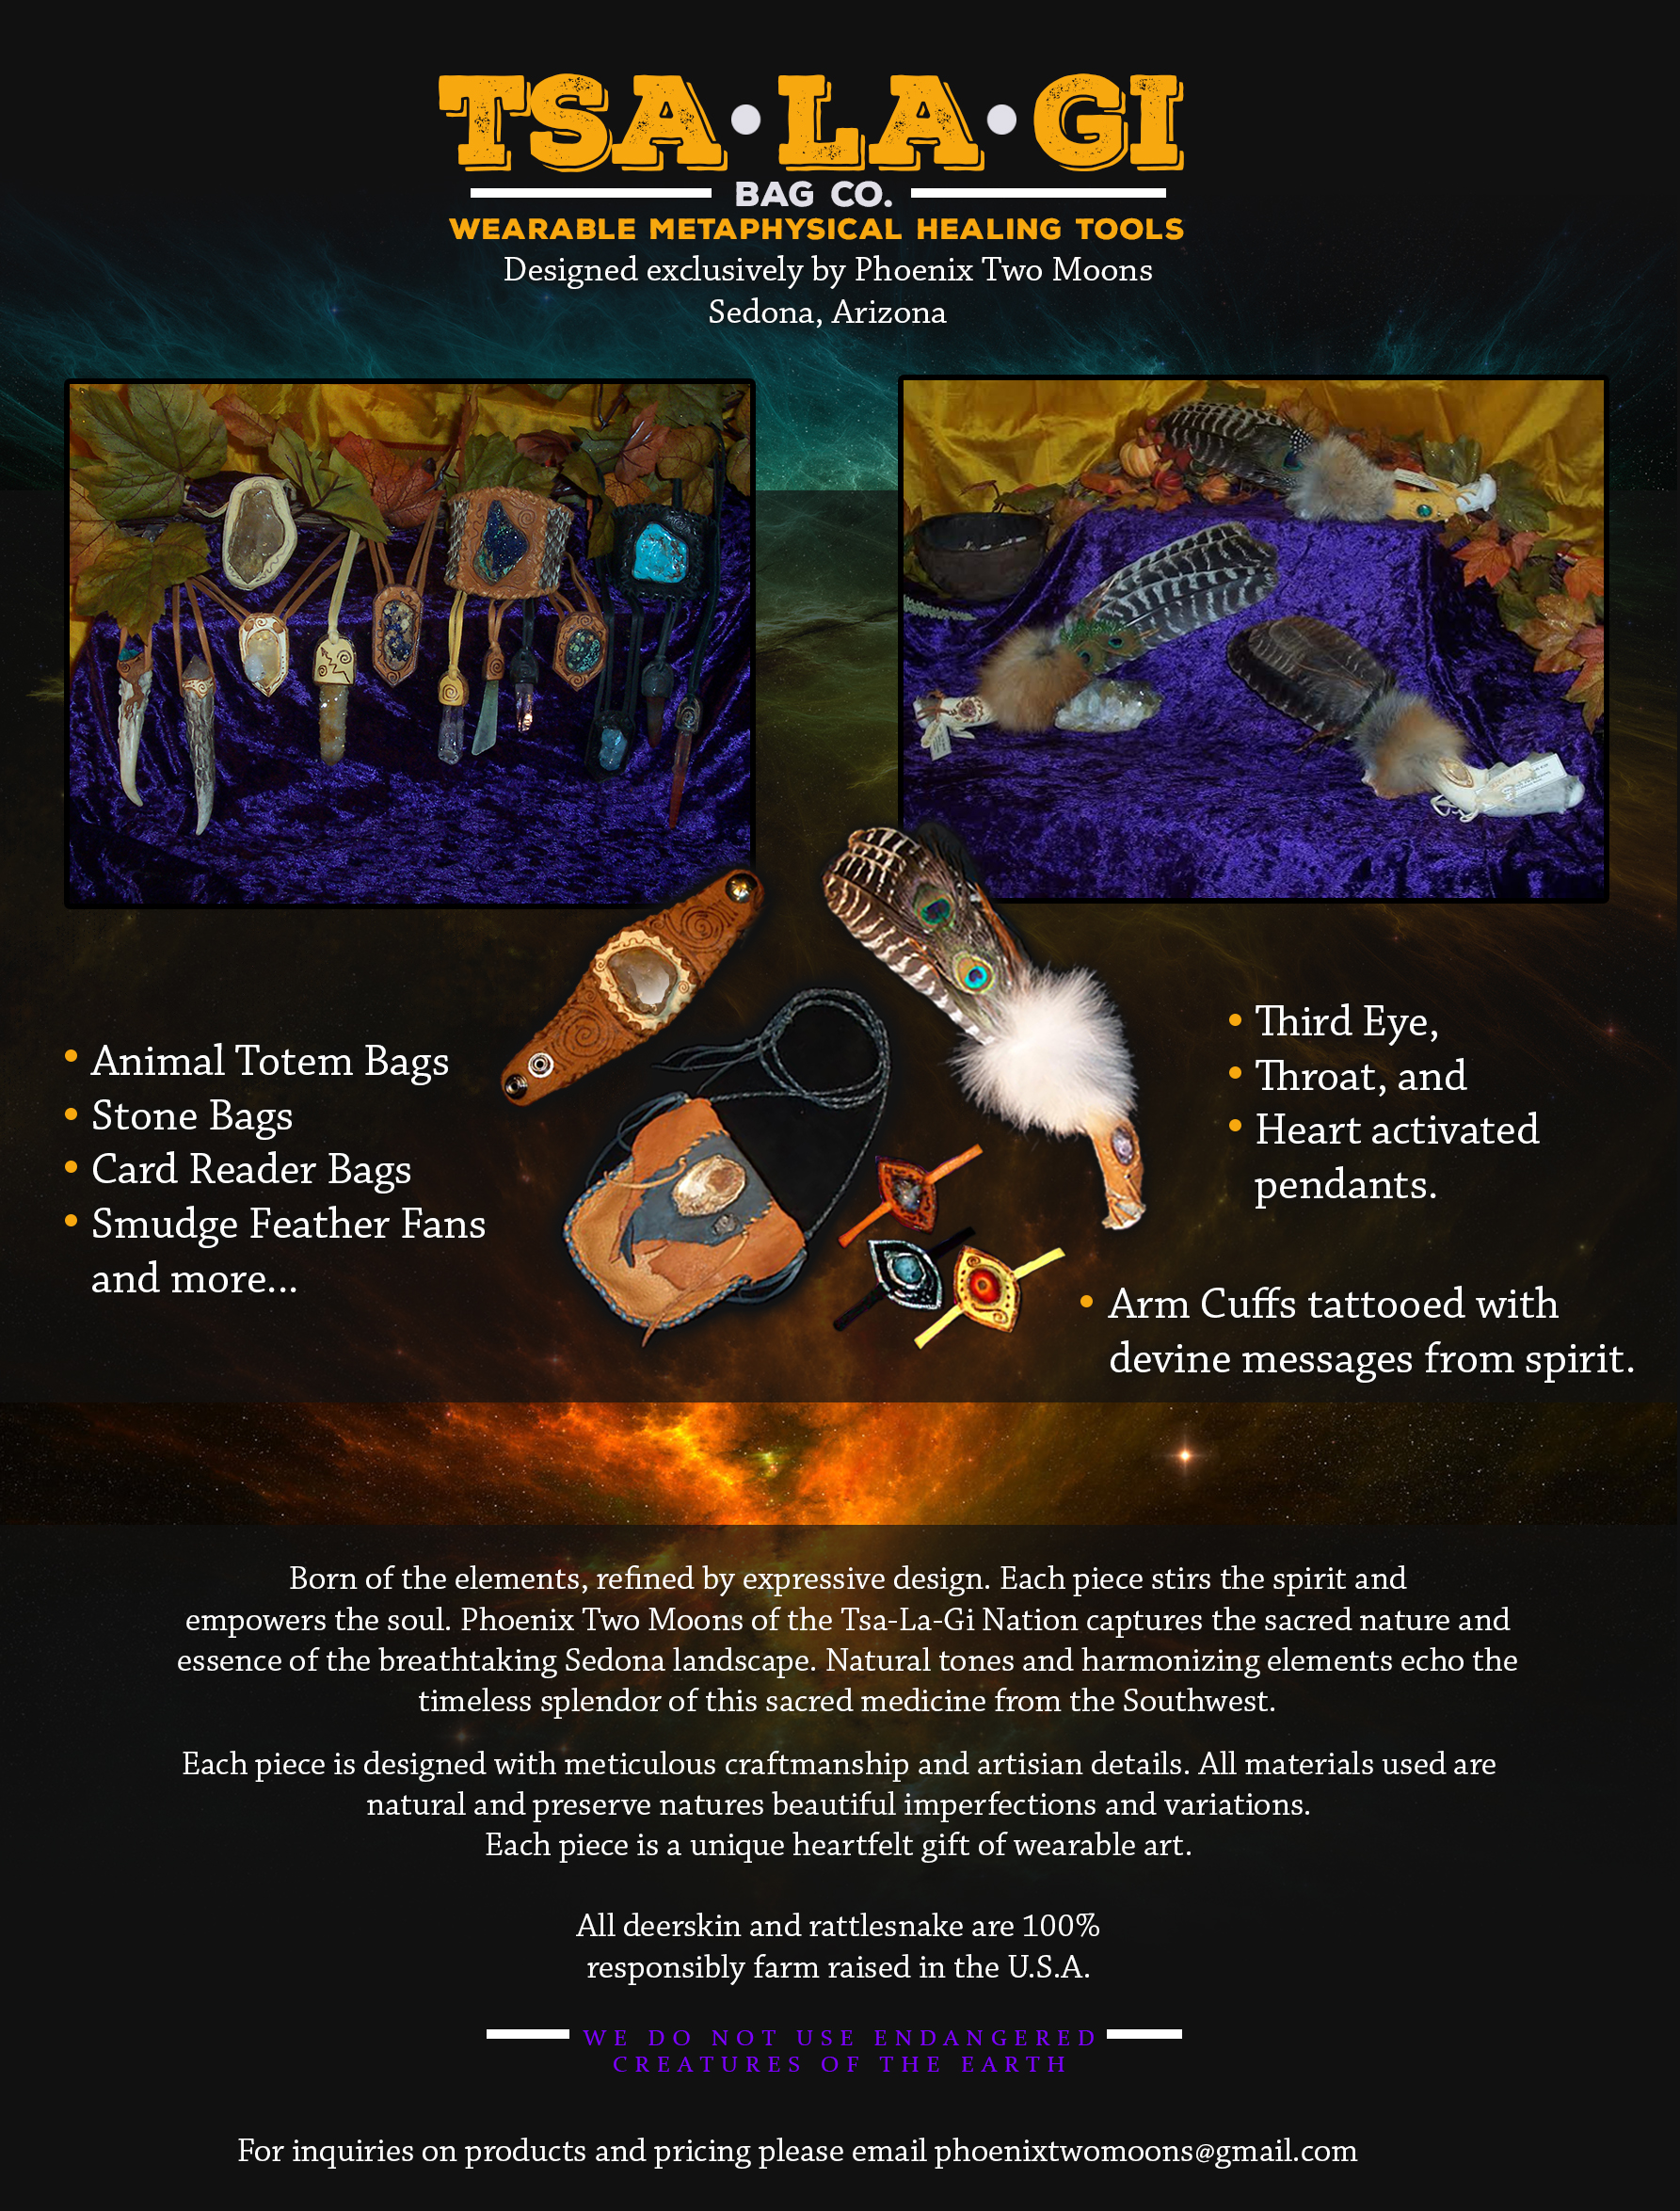 TSA•LA•GI
BAG CO.
WEARABLE METAPHYSICAL HEALING TOOLS
Designed exclusively by Phoenix Two Moons
Sedona, Arizona
• Animal Totem Bags
• Stone Bags
• Card Reader Bags
• Smudge Feather Fans
and more...
• Third Eye,
• Throat, and
• Heart activated
pendants.
• Arm Cuffs tattooed with
devine messages from spirit.
Born of the elements, refined by expressive design. Each piece stirs the spirit and
empowers the soul. Phoenix Two Moons of the Tsa-La-Gi Nation captures the sacred nature and
essence of the breathtaking Sedona landscape. Natural tones and harmonizing elements echo the
timeless splendor of this sacred medicine from the Southwest.
Each piece is designed with meticulous craftmanship and artisian details. All materials used are
natural and preserve natures beautiful imperfections and variations.
Each piece is a unique heartfelt gift of wearable art.
All deerskin and rattlesnake are 100%
responsibly farm raised in the U.S.A.
WE DO NOT USE ENDANGERED
CREATURES OF THE EARTH
For inquiries on products and pricing please email phoenixtwomoons@gmail.com